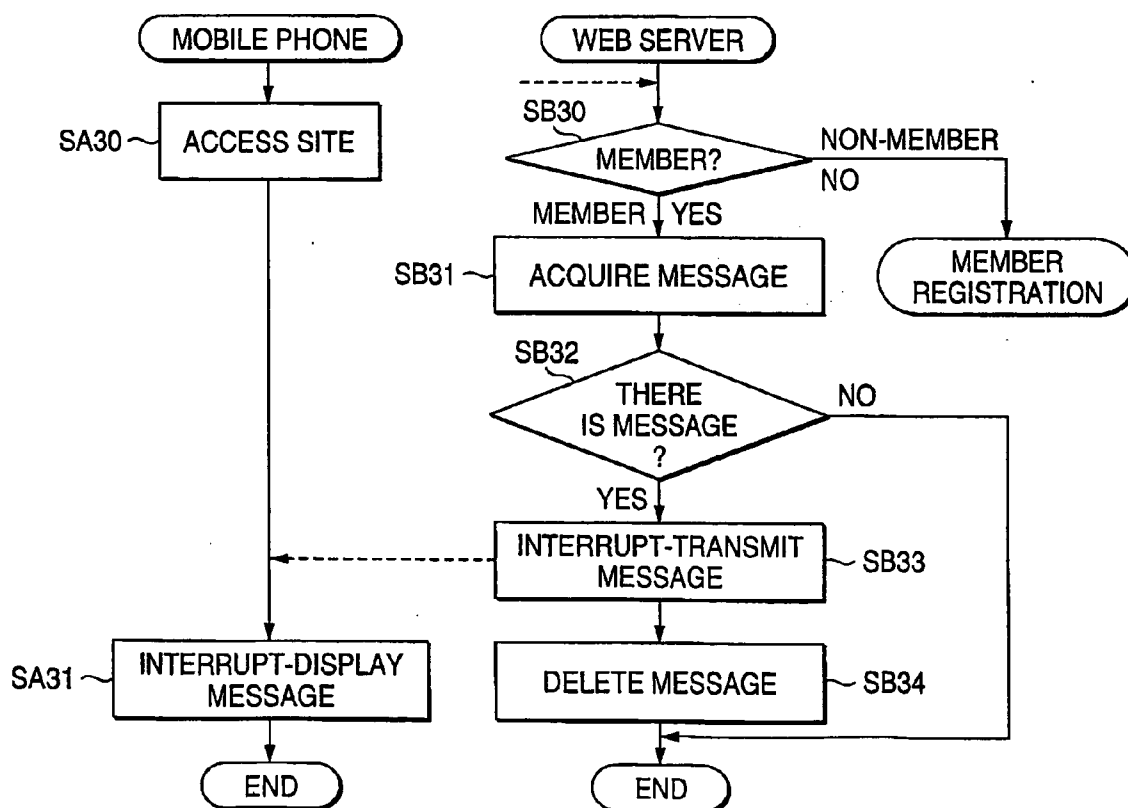 MOBILE PHONE
WEB SERVER
SA30
ACCESS SITE
SB30
MEMBER?
NON-MEMBER
NO
MEMBER
YES
SB31
ACQUIRE MESSAGE
MEMBER
REGISTRATION
SB32
THERE
IS MESSAGE
?
NO
YES
INTERRUPT-TRANSMIT
MESSAGE
SB33
SA31
INTERRUPT-DISPLAY
MESSAGE
DELETE MESSAGE
SB34
END
END